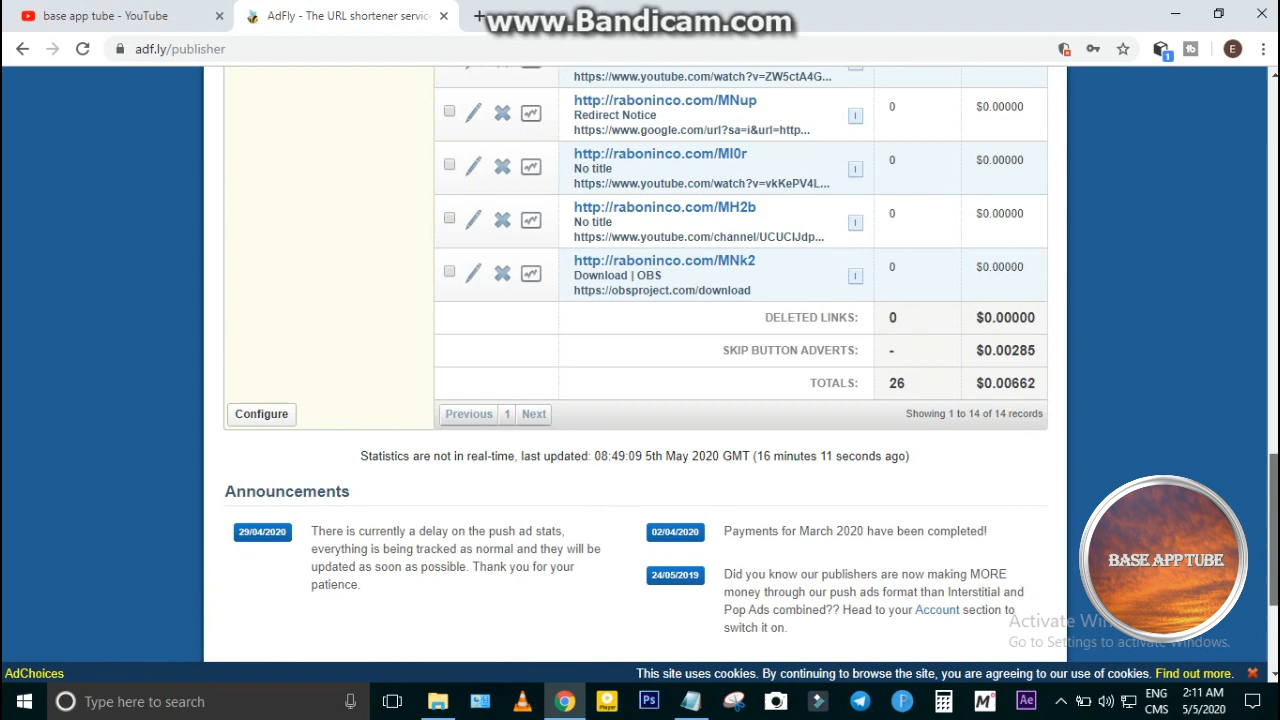 www.Bandicam.com
base app tube - YouTube
AdFly - The URL shortener service
adf.ly/publisher
1
E
https://www.youtube.com/watch?v=ZW5ctA4G...
http://raboninco.com/MNup
Redirect Notice
https://www.google.com/url?sa=i&url=http...
0
$0.00000
http://raboninco.com/MI0r
No title
https://www.youtube.com/watch?v=vkKePV4L...
0
$0.00000
http://raboninco.com/MH2b
No title
https://www.youtube.com/channel/UCUCIJdp...
0
$0.00000
http://raboninco.com/MNk2
Download | OBS
https://obsproject.com/download
0
$0.00000
DELETED LINKS: 0 $0.00000
SKIP BUTTON ADVERTS: - $0.00285
TOTALS: 26 $0.00662
Configure
Previous 1 Next
Showing 1 to 14 of 14 records
Statistics are not in real-time, last updated: 08:49:09 5th May 2020 GMT (16 minutes 11 seconds ago)
Announcements
29/04/2020
There is currently a delay on the push ad stats,
everything is being tracked as normal and they will be
updated as soon as possible. Thank you for your
patience.
02/04/2020
Payments for March 2020 have been completed!
24/05/2019
Did you know our publishers are now making MORE
money through our push ads format than Interstitial and
Pop Ads combined?? Head to your Account section to
switch it on.
BASE APP TUBE
Activate Win
Go to Settings to activate Windows.
AdChoices
This site uses cookies. By continuing to browse the site, you are agreeing to our use of cookies. Find out more.
Type here to search
Player
Ps
Ae
ENG
CMS
2:11 AM
5/5/2020